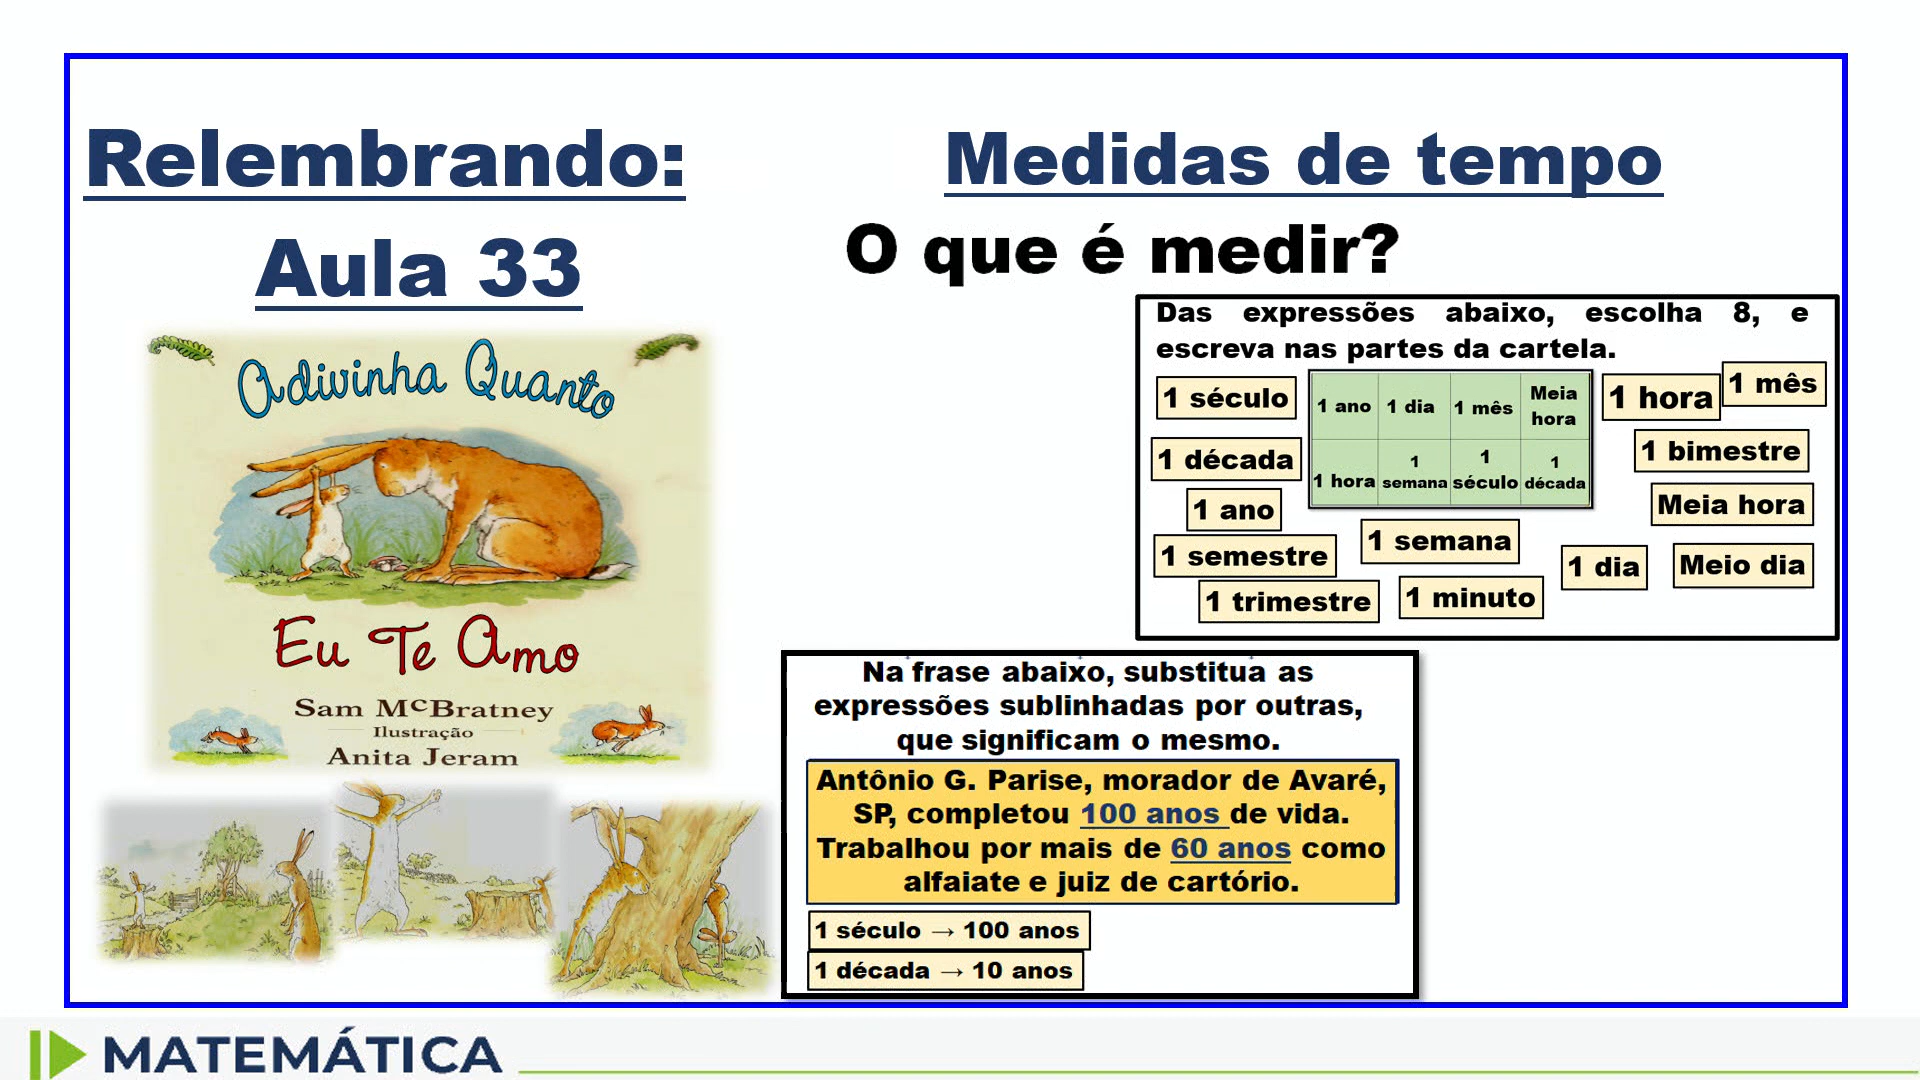 Relembrando:
Aula 33
Adivinha Quanto
Eu Te Amo
Sam McBratney
Ilustração
Anita Jeram
Medidas de tempo
O que é medir?
Das expressões abaixo, escolha 8, e
escreva nas partes da cartela.
1 século
1 década
1 ano
1 semestre
1 trimestre
1 ano 1 dia 1 mês Meia hora
1 hora 1 semana 1 século 1 década
1 semana
1 minuto
1 hora
1 mês
1 bimestre
Meia hora
1 dia
Meio dia
Na frase abaixo, substitua as
expressões sublinhadas por outras,
que significam o mesmo.
Antônio G. Parise, morador de Avaré,
SP, completou 100 anos de vida.
Trabalhou por mais de 60 anos como
alfaiate e juiz de cartório.
1 século → 100 anos
1 década → 10 anos
MATEMÁTICA